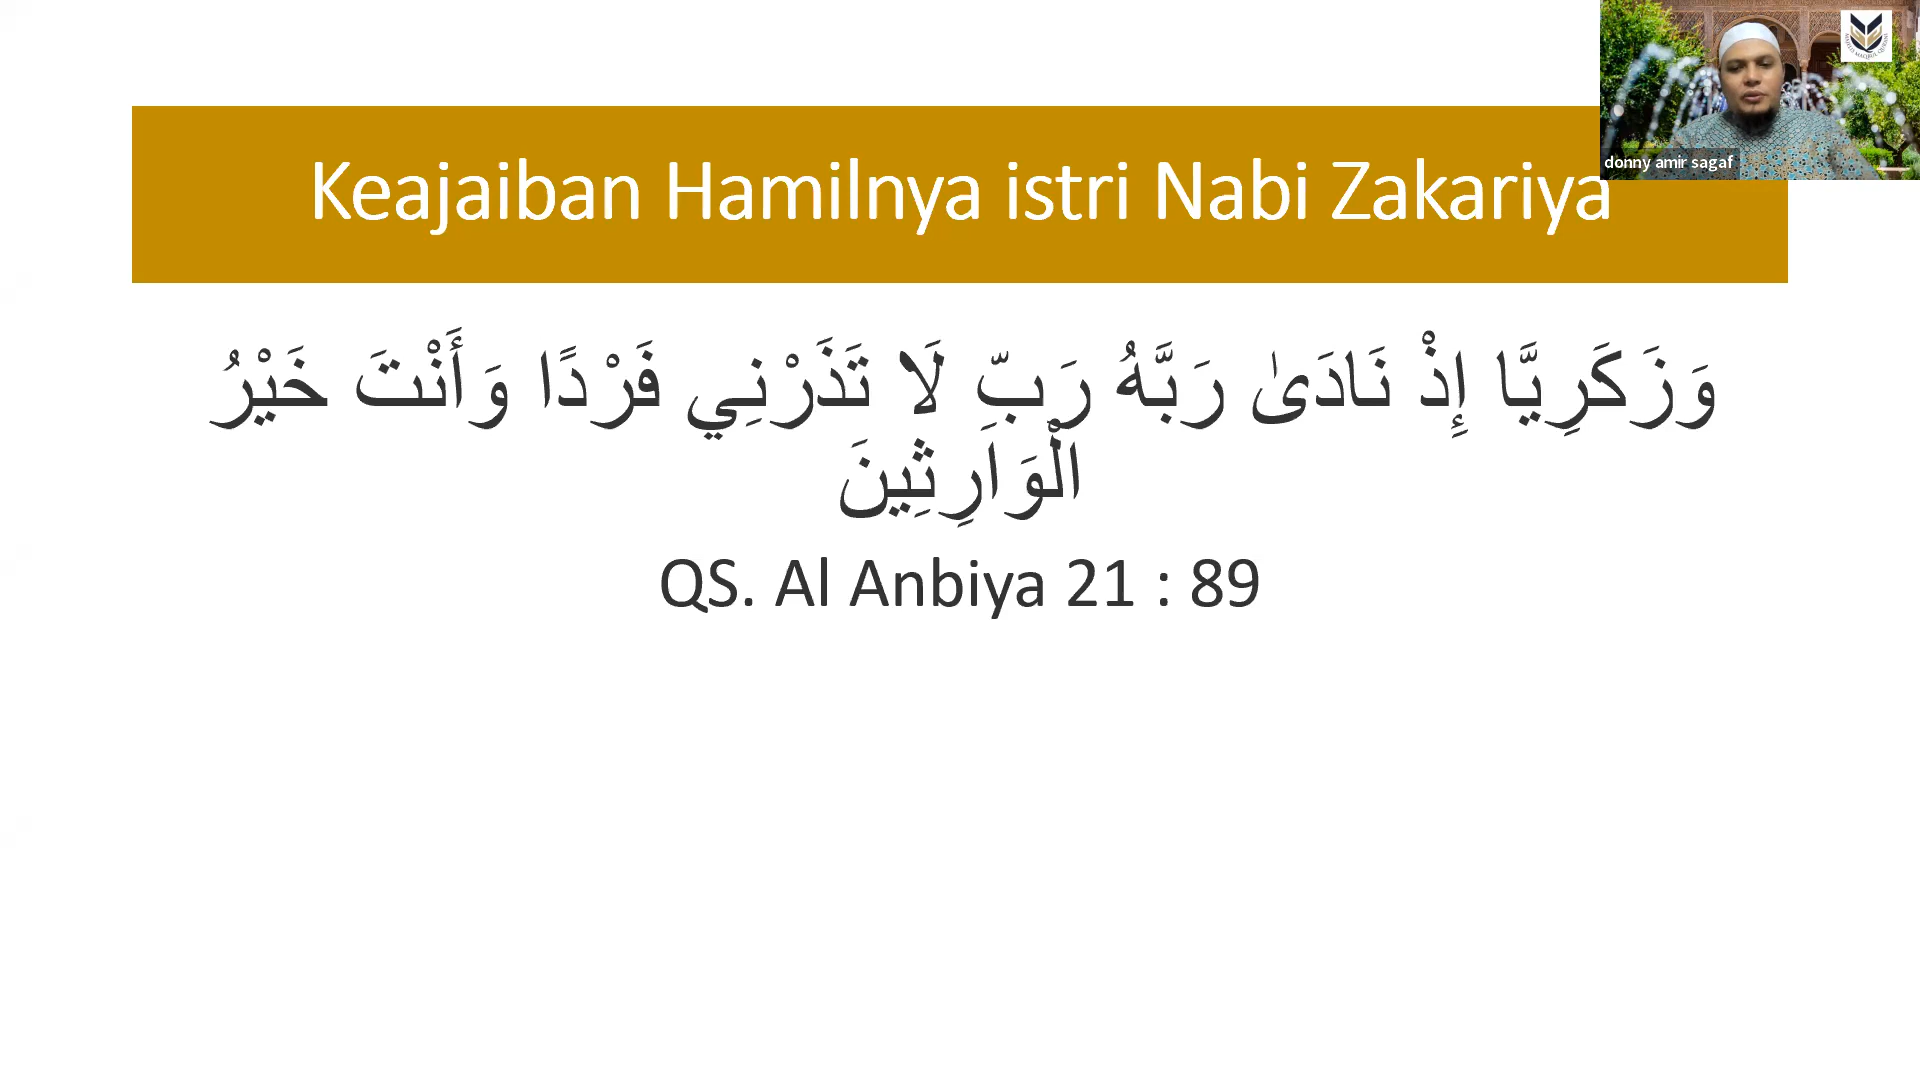 Keajaiban Hamilnya istri Nabi Zakariya
وَزَكَرِيَّا إِذْ نَادَىٰ رَبَّهُ رَبِّ لَا تَذَرْنِي فَرْدًا وَأَنْتَ خَيْرُ
الْوَارِثِينَ
QS. Al Anbiya 21 : 89
donny amir sagaf